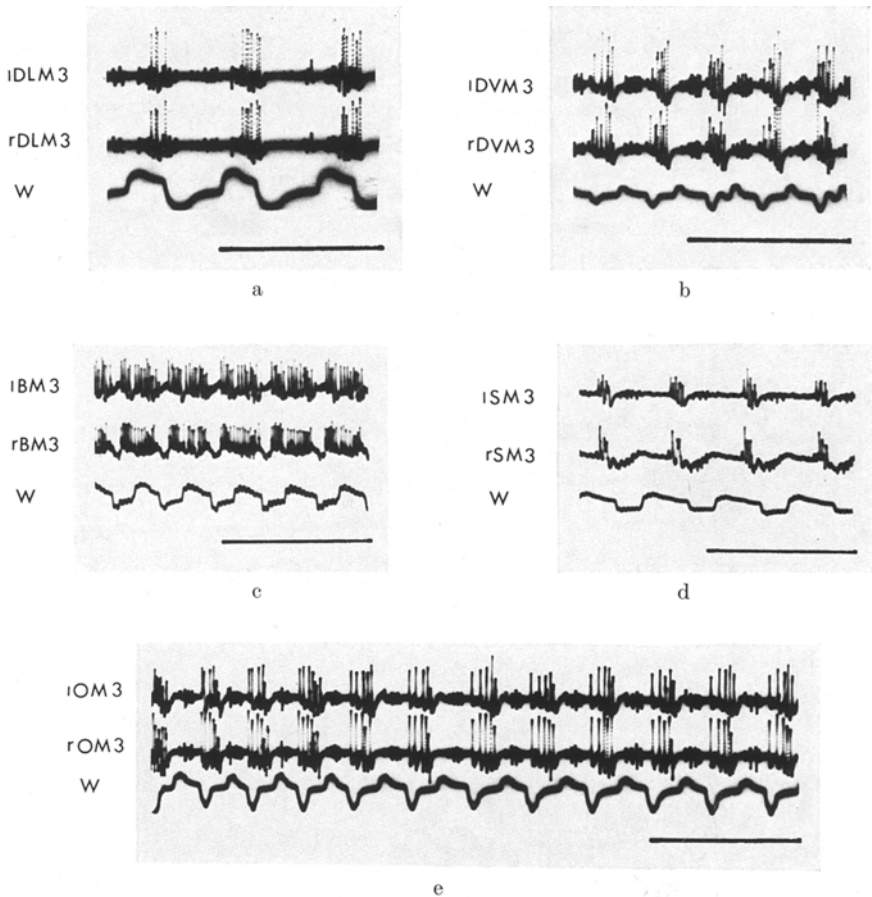 lDLM3
rDLM3
W
a
lDVM3
rDVM3
W
b
lBM3
rBM3
W
c
lSM3
rSM3
W
d
lOM3
rOM3
W
e